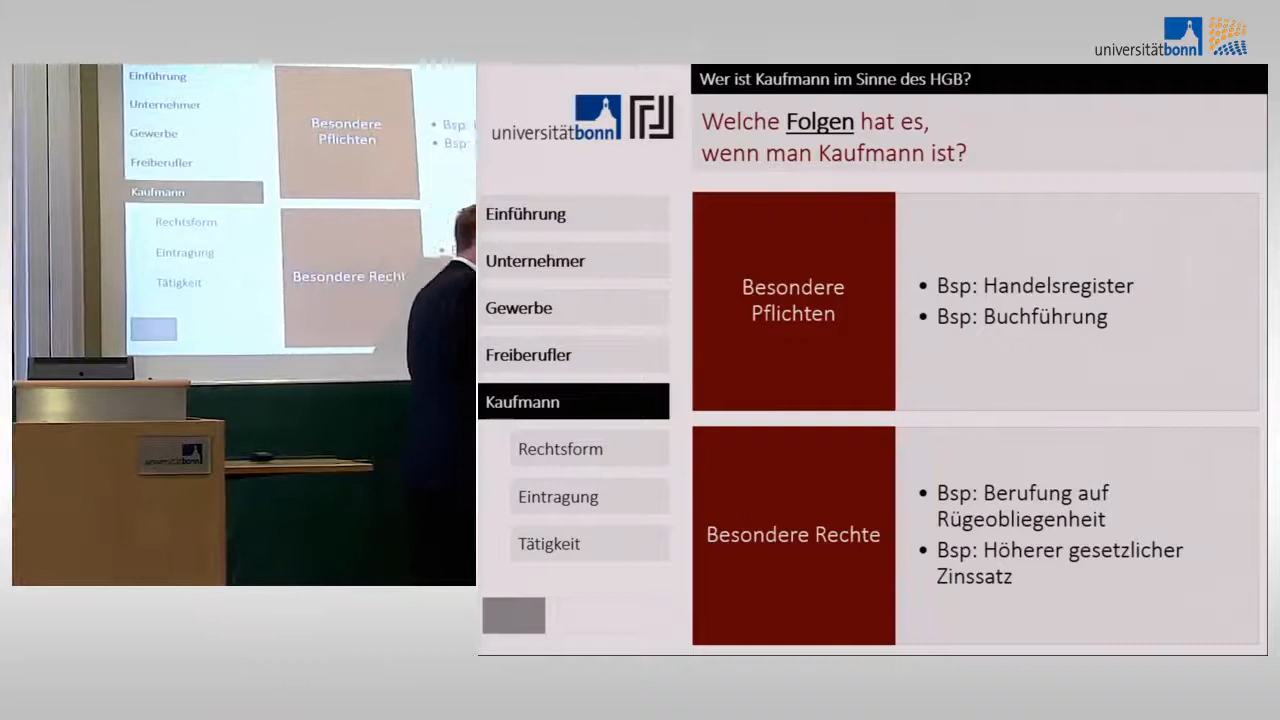 universitätbonn
Einführung
Unternehmer
Gewerbe
Freiberufler
Kaufmann
Rechtsform
Eintragung
Tätigkeit
Besondere
Pflichten
• Bsp:
• Bsp:
Besondere Recht
universitätbonn
universitätbonn
Einführung
Unternehmer
Gewerbe
Freiberufler
Kaufmann
Rechtsform
Eintragung
Tätigkeit
Wer ist Kaufmann im Sinne des HGB?
Welche Folgen hat es,
wenn man Kaufmann ist?
Besondere
Pflichten
• Bsp: Handelsregister
• Bsp: Buchführung
Besondere Rechte
• Bsp: Berufung auf
Rügeobliegenheit
• Bsp: Höherer gesetzlicher
Zinssatz